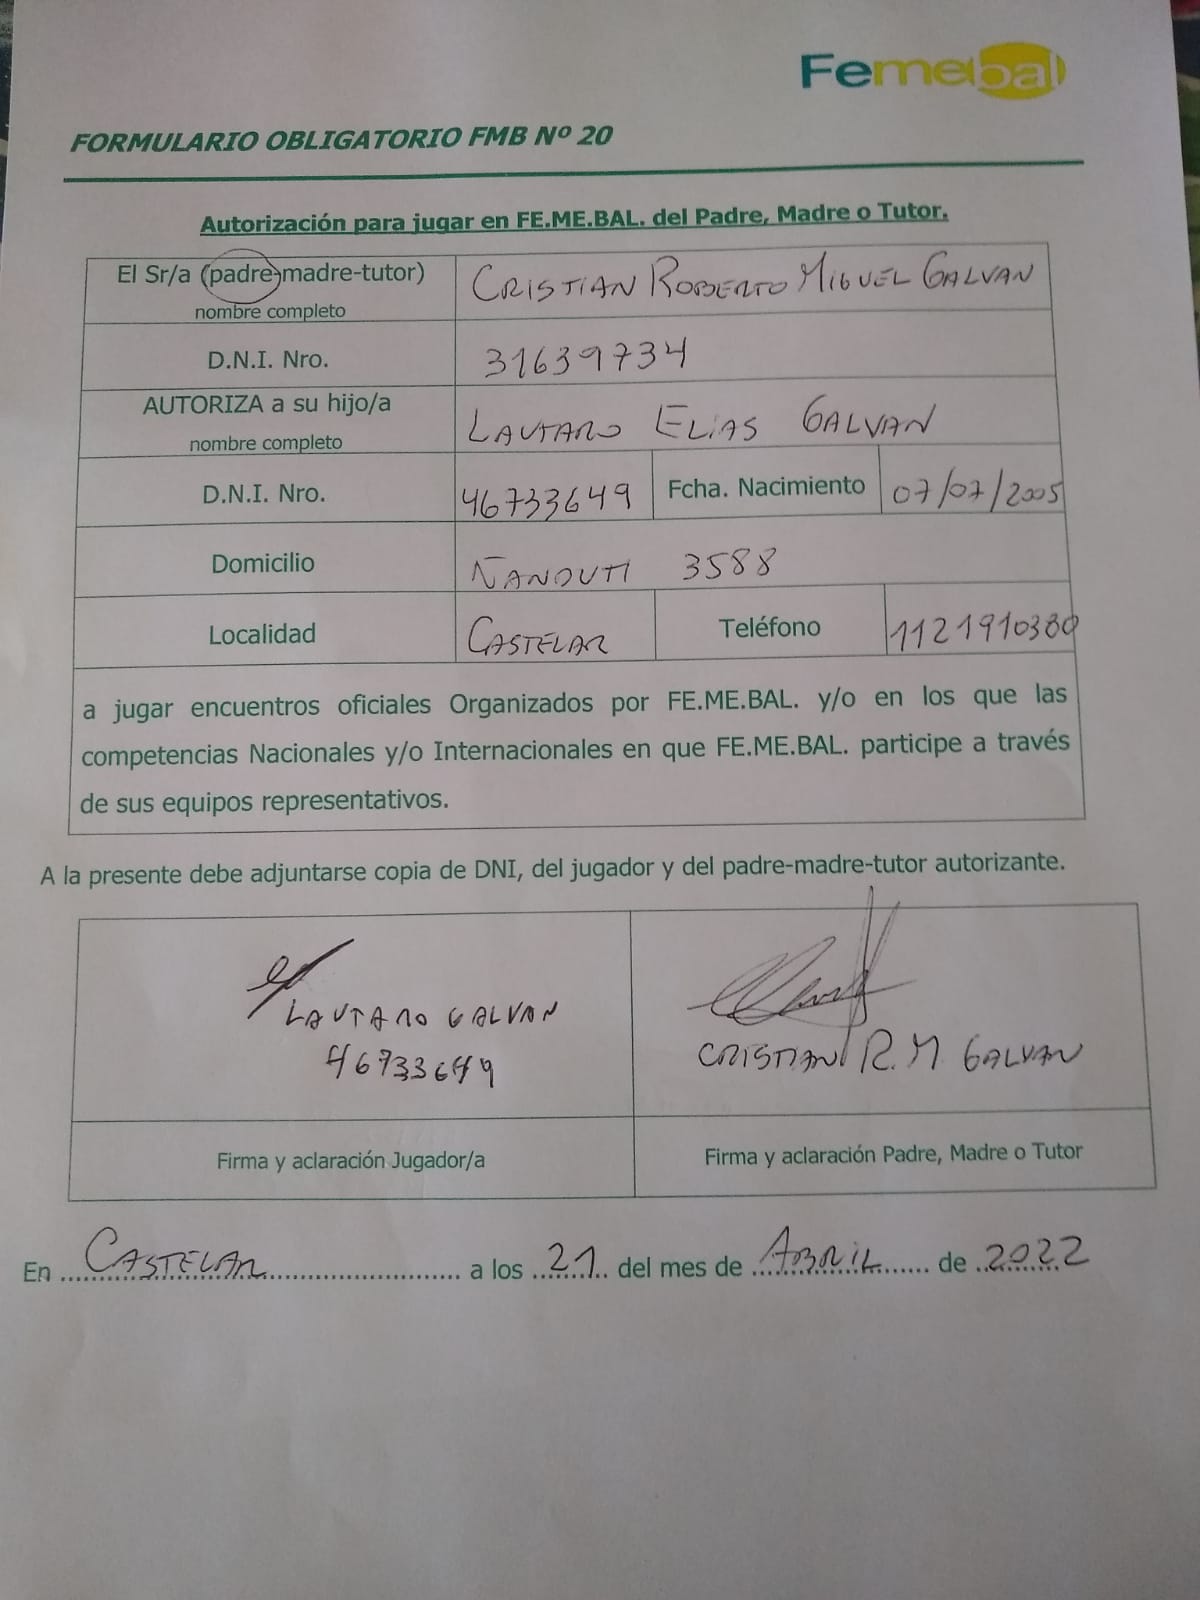 Femebal
FORMULARIO OBLIGATORIO FMB Nº 20
Autorización para jugar en FE.ME.BAL. del Padre, Madre o Tutor.
El Sr/a (padre-madre-tutor) CRISTIAN ROBERTO MIGUEL GALVAN
nombre completo
D.N.I. Nro. 31639734
AUTORIZA a su hijo/a LAUTARO ELIAS GALVAN
nombre completo
D.N.I. Nro. 46733649 Fcha. Nacimiento 07/07/2005
Domicilio ÑANDUTI 3588
Localidad CASTELAR Teléfono 1121910380
a jugar encuentros oficiales Organizados por FE.ME.BAL. y/o en los que las
competencias Nacionales y/o Internacionales en que FE.ME.BAL. participe a través
de sus equipos representativos.
A la presente debe adjuntarse copia de DNI, del jugador y del padre-madre-tutor autorizante.
LAUTARO GALVAN
46733649
CRISTIAN R.M GALVAN
Firma y aclaración Jugador/a
Firma y aclaración Padre, Madre o Tutor
En CASTELAR a los 21 del mes de ABRIL de 2022